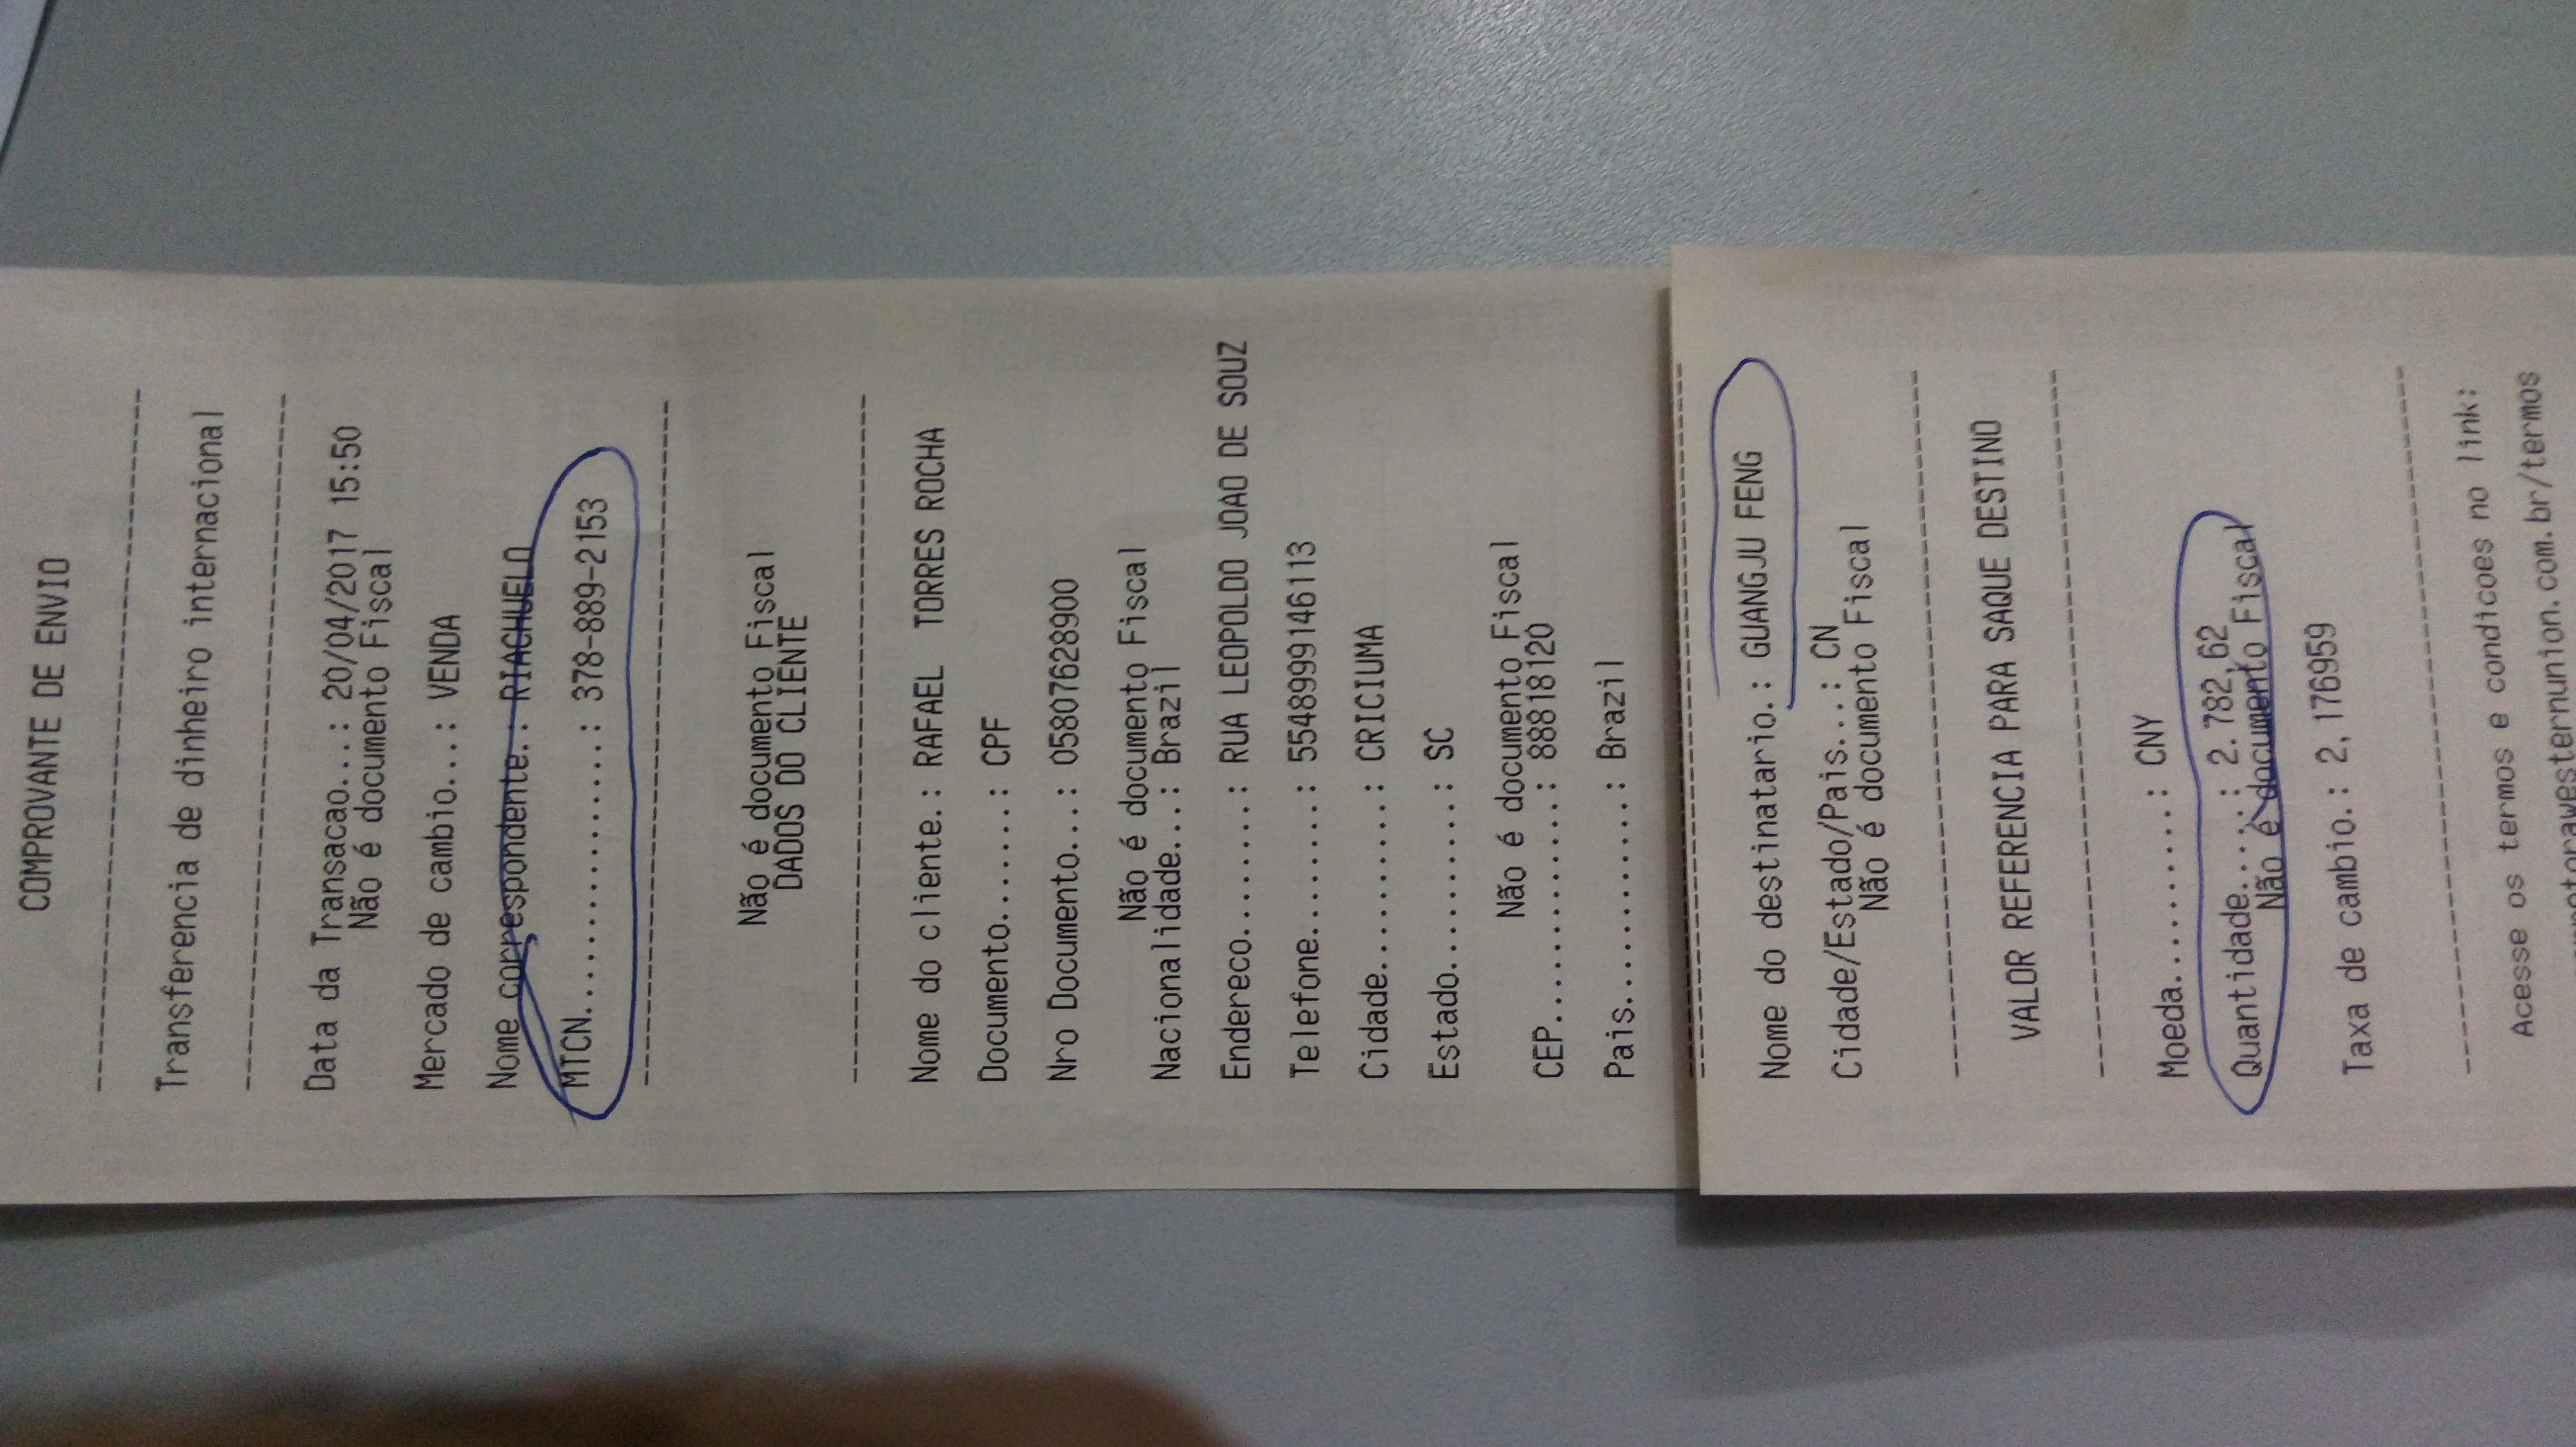 COMPROVANTE DE ENVIO
----------------------------------------
Transferencia de dinheiro internacional
----------------------------------------
Data da Transacao...: 20/04/2017 15:50
Não é documento Fiscal
Mercado de cambio...: VENDA
Nome correspondente.: RIACHUELO
MTCN................: 378-889-2153
----------------------------------------
Não é documento Fiscal
DADOS DO CLIENTE
----------------------------------------
Nome do cliente.: RAFAEL TORRES ROCHA
Documento.......: CPF
Nro Documento...: 05807628900
Não é documento Fiscal
Nacionalidade...: Brazil
Endereco........: RUA LEOPOLDO JOAO DE SOUZ
Telefone........: 5548999146113
Cidade..........: CRICIUMA
Estado..........: SC
Não é documento Fiscal
CEP.............: 88818120
Pais............: Brazil
----------------------------------------
Nome do destinatario.: GUANGJU FENG
Cidade/Estado/Pais...: CN
Não é documento Fiscal
----------------------------------------
VALOR REFERENCIA PARA SAQUE DESTINO
----------------------------------------
Moeda...........: CNY
Quantidade......: 2.782,62
Não é documento Fiscal
Taxa de cambio.: 2,176959
----------------------------------------
Acesse os termos e condicoes no link:
westernunion.com.br/termos